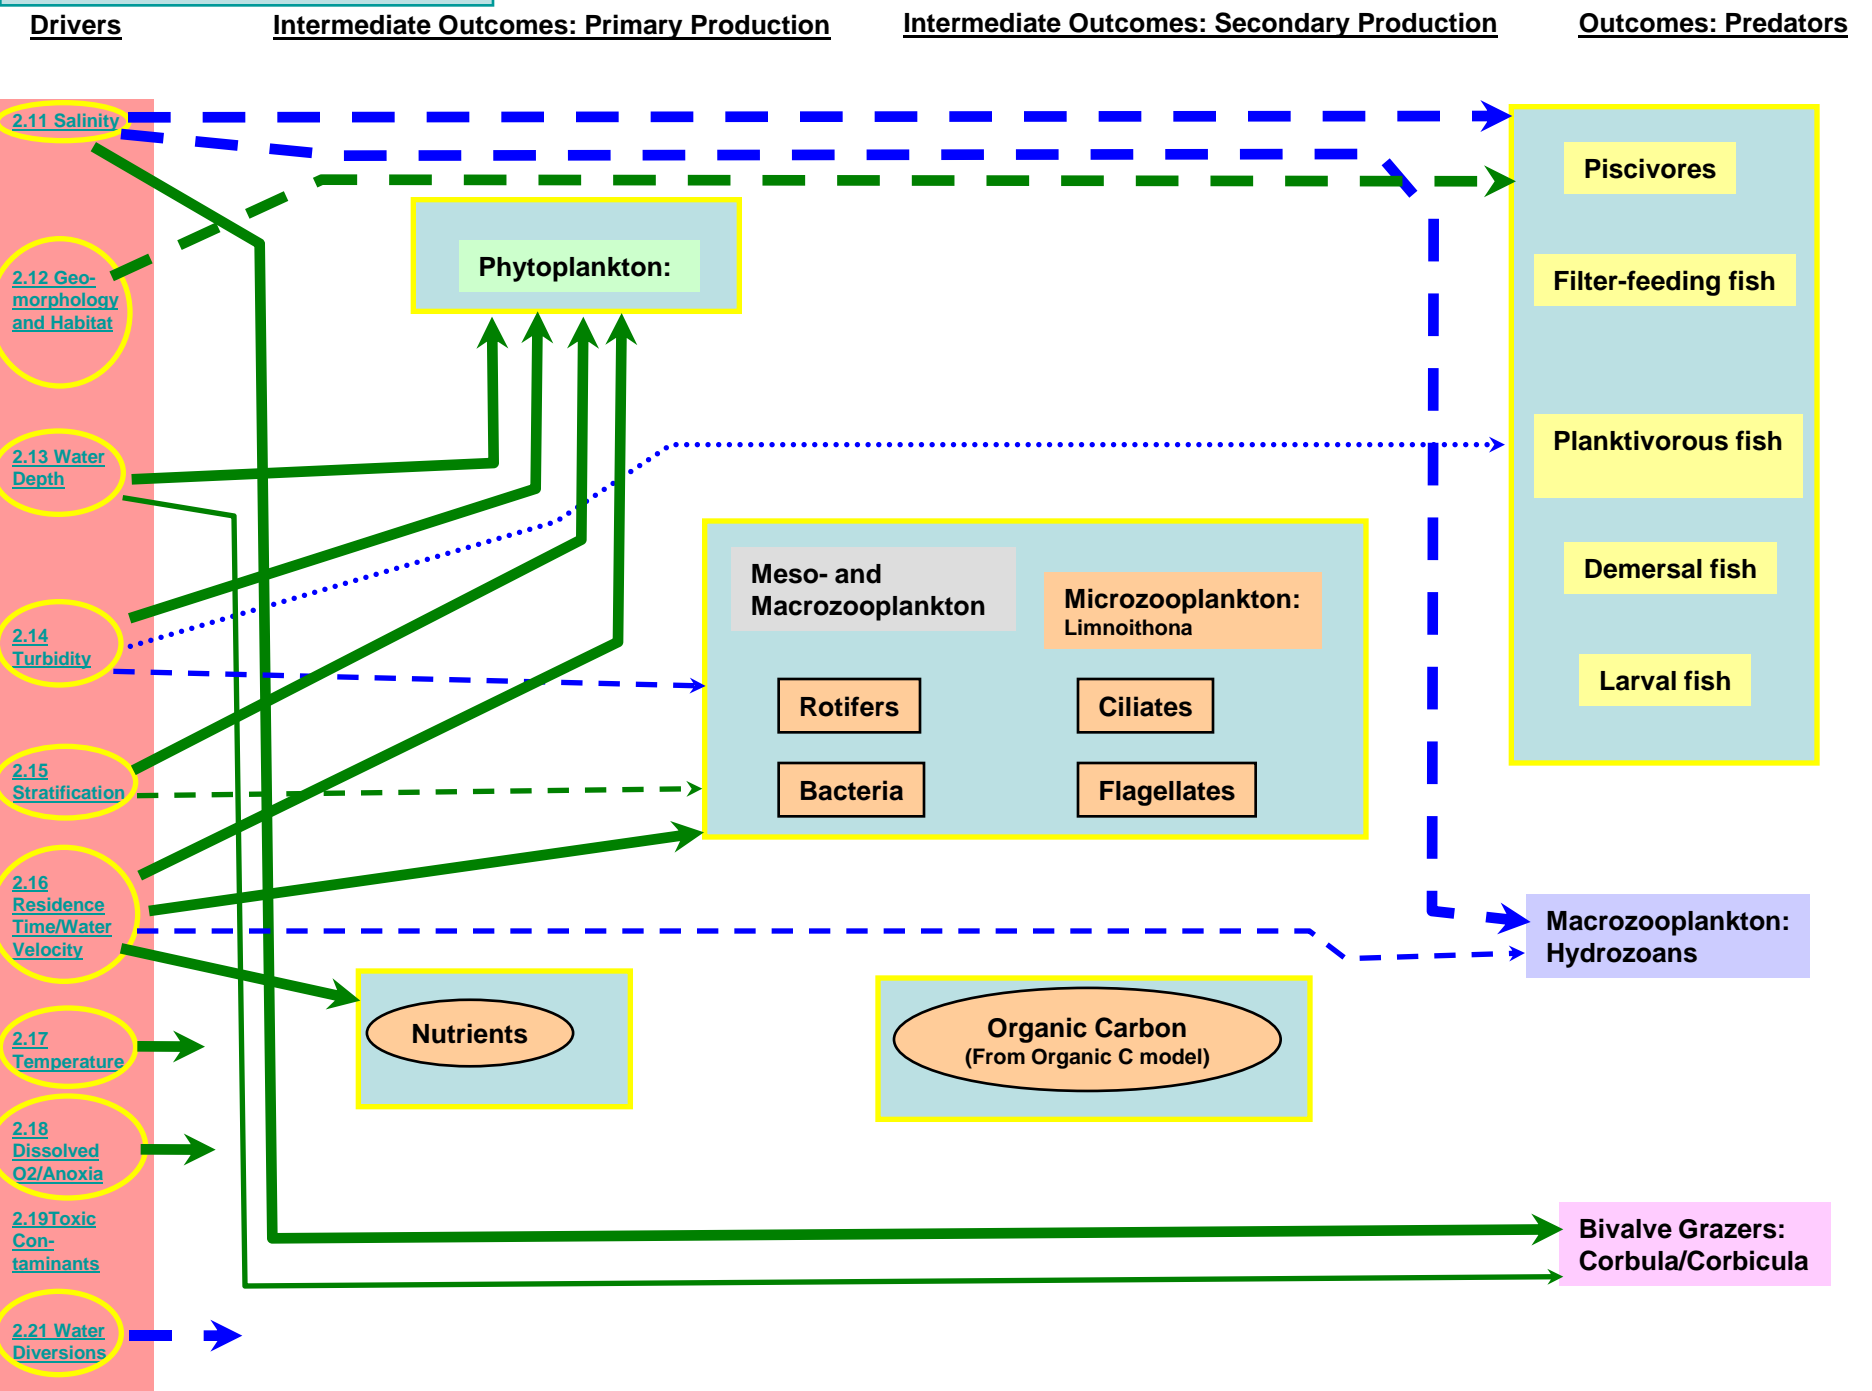 Drivers
Intermediate Outcomes: Primary Production
Intermediate Outcomes: Secondary Production
Outcomes: Predators
2.11 Salinity
2.12 Geo-
morphology
and Habitat
2.13 Water
Depth
2.14
Turbidity
2.15
Stratification
2.16
Residence
Time/Water
Velocity
2.17
Temperature
2.18
Dissolved
O2/Anoxia
2.19Toxic
Con-
taminants
2.21 Water
Diversions
Phytoplankton:
Nutrients
Meso- and
Macrozooplankton
Microzooplankton:
Limnoithona
Rotifers
Ciliates
Bacteria
Flagellates
Organic Carbon
(From Organic C model)
Piscivores
Filter-feeding fish
Planktivorous fish
Demersal fish
Larval fish
Macrozooplankton:
Hydrozoans
Bivalve Grazers:
Corbula/Corbicula